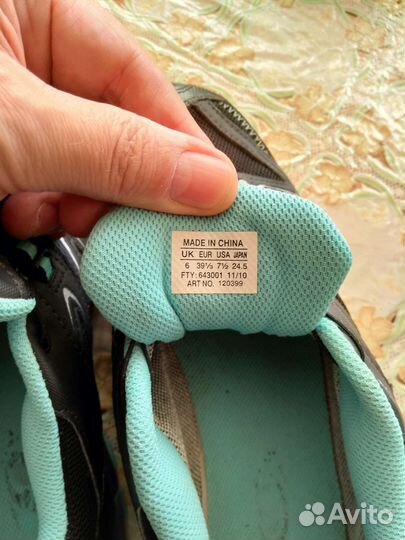 MADE IN CHINA
UK EUR USA JAPAN
6 39⅓ 7½ 24.5
FTY: 643001 11/10
ART NO. 120399
Avito